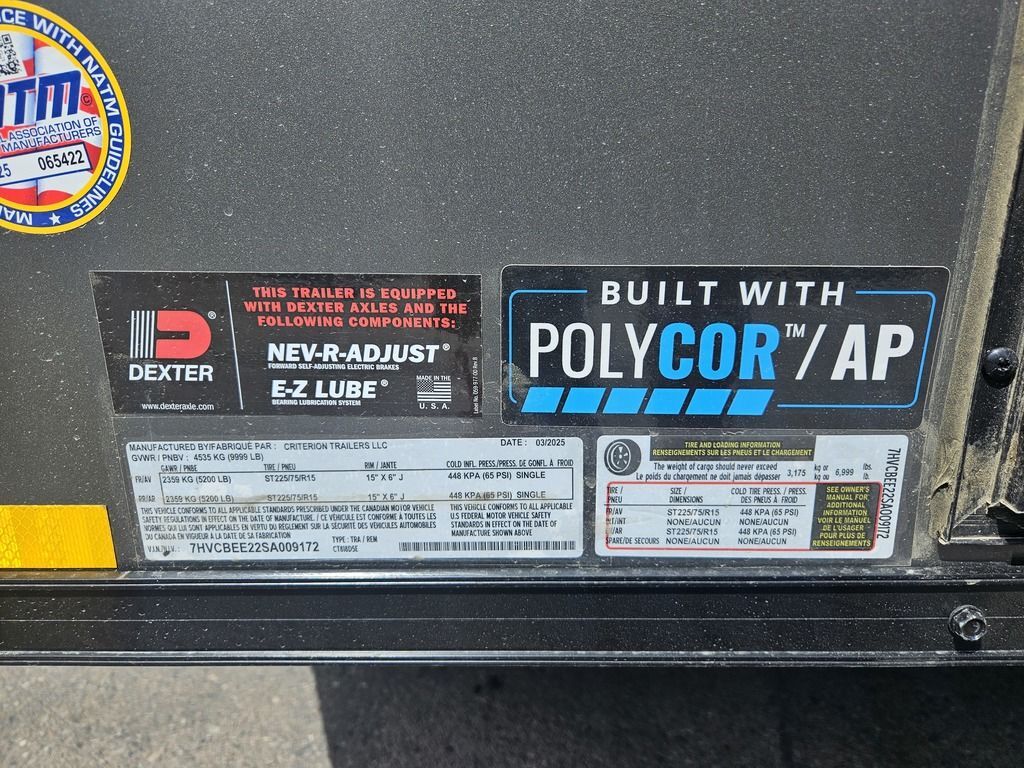 CE WITH NATM GUIDELINES
ATM©
ASSOCIATION OF
MANUFACTURERS
25 065422
DEXTER
www.dexteraxle.com
THIS TRAILER IS EQUIPPED
WITH DEXTER AXLES AND THE
FOLLOWING COMPONENTS:
NEV-R-ADJUST®
FORWARD SELF-ADJUSTING ELECTRIC BRAKES
E-Z LUBE®
BEARING LUBRICATION SYSTEM
MADE IN THE
U. S. A.
BUILT WITH
POLYCOR™/AP
MANUFACTURED BY/FABRIQUÉ PAR : CRITERION TRAILERS LLC DATE : 03/2025
GVWR / PNBV : 4535 KG (9999 LB)
GAWR / PNBE TIRE / PNEU RIM / JANTE COLD INFL. PRESS./PRESS. DE GONFL. À FROID
FR/AV 2359 KG (5200 LB) ST225/75/R15 15" X 6" J 448 KPA (65 PSI) SINGLE
RR/AR 2359 KG (5200 LB) ST225/75/R15 15" X 6" J 448 KPA (65 PSI) SINGLE
THIS VEHICLE CONFORMS TO ALL APPLICABLE STANDARDS PRESCRIBED UNDER THE CANADIAN MOTOR VEHICLE
SAFETY REGULATIONS IN EFFECT ON THE DATE OF MANUFACTURE. / CE VÉHICULE EST CONFORME À TOUTES LES
NORMES QUI LUI SONT APPLICABLES EN VERTU DU RÈGLEMENT SUR LA SÉCURITÉ DES VÉHICULES AUTOMOBILES
DU CANADA EN VIGUEUR À LA DATE DE SA FABRICATION.
THIS VEHICLE CONFORMS TO ALL APPLICABLE
U.S FEDERAL MOTOR VEHICLE SAFETY
STANDARDS IN EFFECT ON THE DATE OF
MANUFACTURE SHOWN ABOVE
V.I.N./N.I.V.: 7HVCBEE22SA009172
TYPE : TRA / REM
CT818D5E
TIRE AND LOADING INFORMATION
RENSEIGNEMENTS SUR LES PNEUS ET LE CHARGEMENT
The weight of cargo should never exceed
Le poids du chargement ne doit jamais dépasser 3,175 kg or kg ou 6,999 lbs. lb
TIRE / PNEU SIZE / DIMENSIONS COLD TIRE PRESS. / PRESS. DES PNEUS À FROID
FR/AV ST225/75/R15 448 KPA (65 PSI)
INT/INT NONE/AUCUN NONE/AUCUN
RR/AR ST225/75/R15 448 KPA (65 PSI)
SPARE/DE SECOURS NONE/AUCUN NONE/AUCUN
SEE OWNER'S
MANUAL FOR
ADDITIONAL
INFORMATION
VOIR LE MANUEL
DE L'USAGER
POUR PLUS DE
RENSEIGNEMENTS
7HVCBEE22SA009172